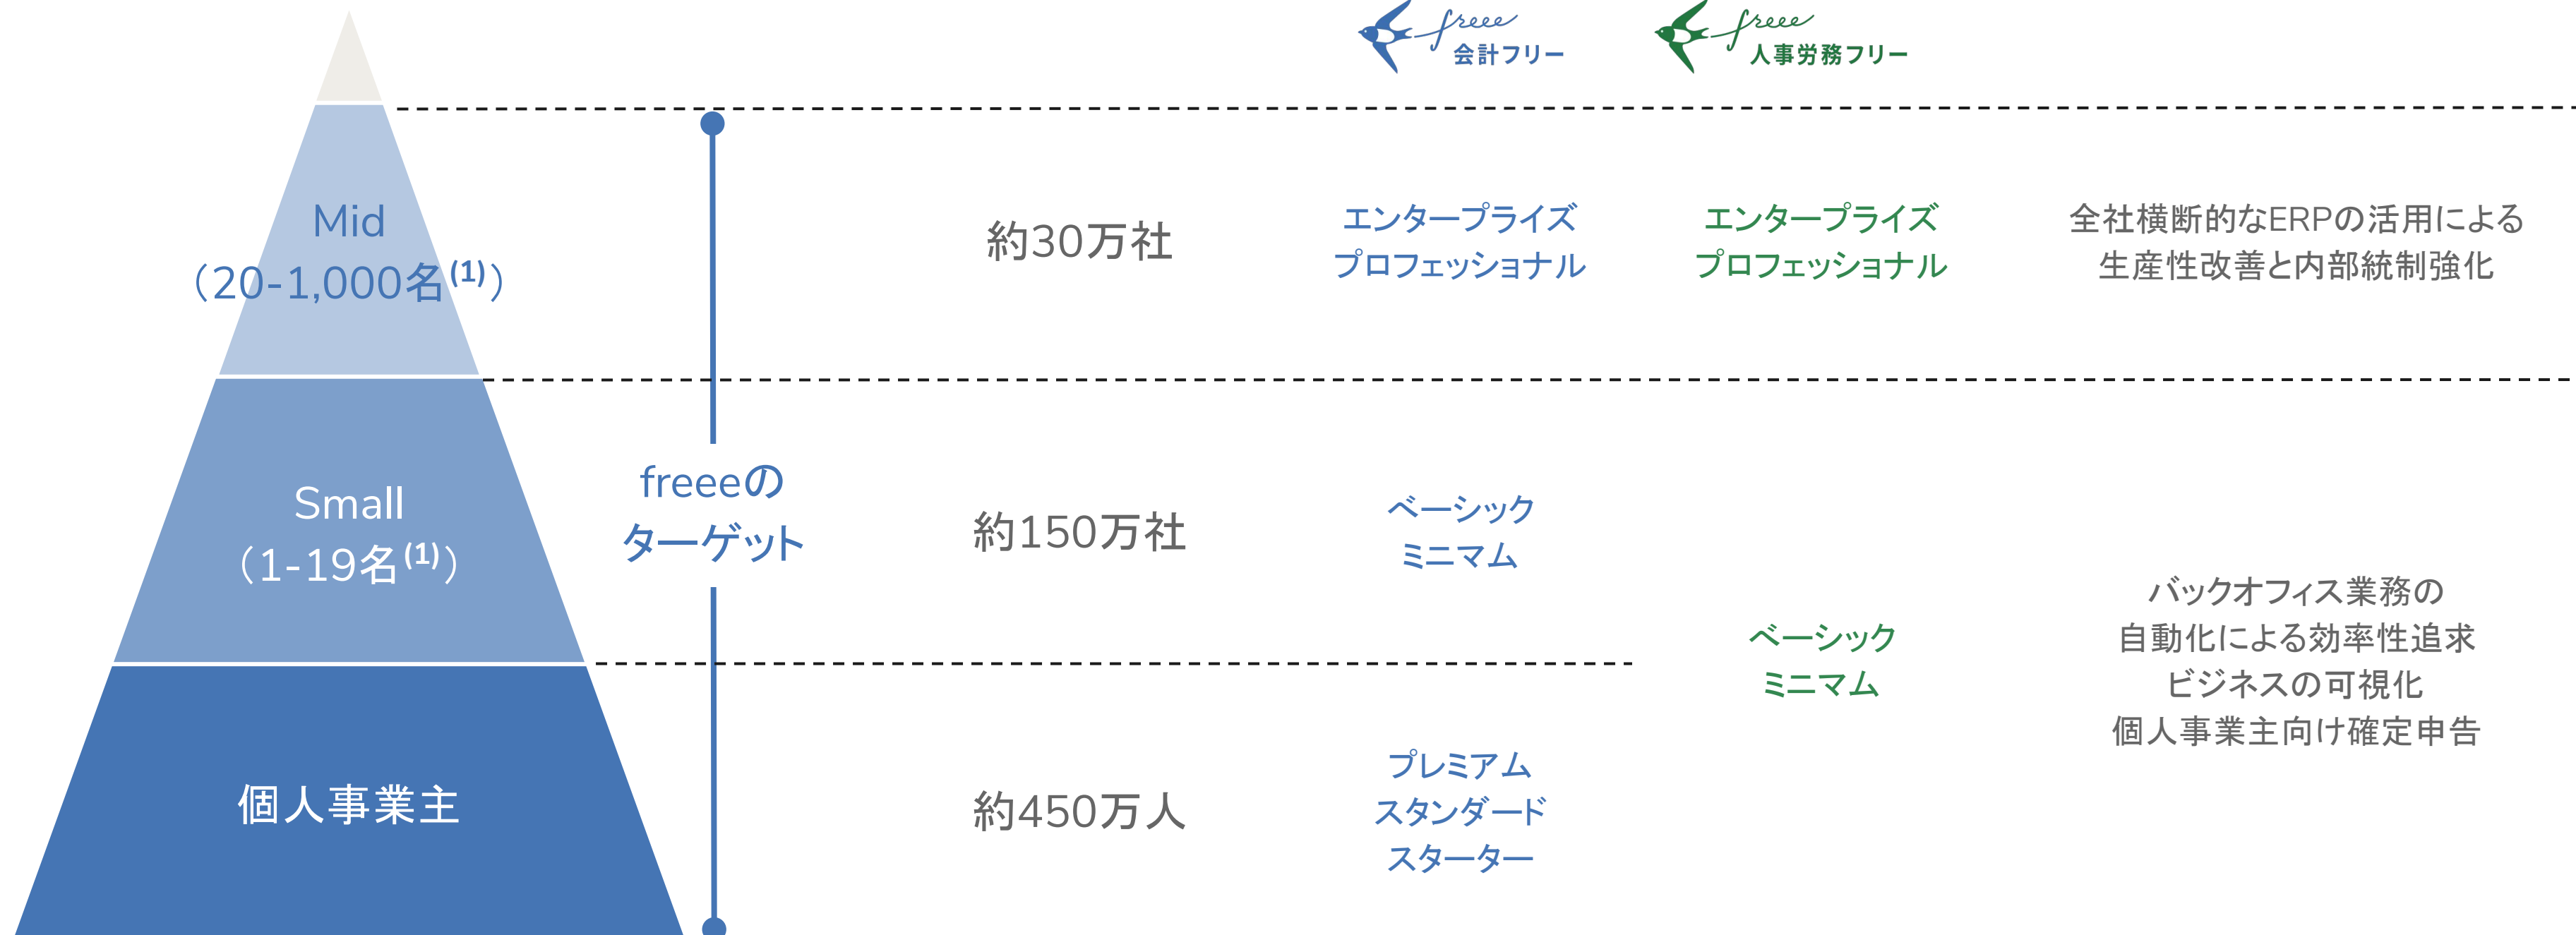 freee
会計フリー
freee
人事労務フリー
Mid
（20-1,000名(1)）
約30万社
エンタープライズ
プロフェッショナル
エンタープライズ
プロフェッショナル
全社横断的なERPの活用による
生産性改善と内部統制強化
Small
（1-19名(1)）
freeeの
ターゲット
約150万社
ベーシック
ミニマム
ベーシック
ミニマム
バックオフィス業務の
自動化による効率性追求
ビジネスの可視化
個人事業主向け確定申告
個人事業主
約450万人
プレミアム
スタンダード
スターター